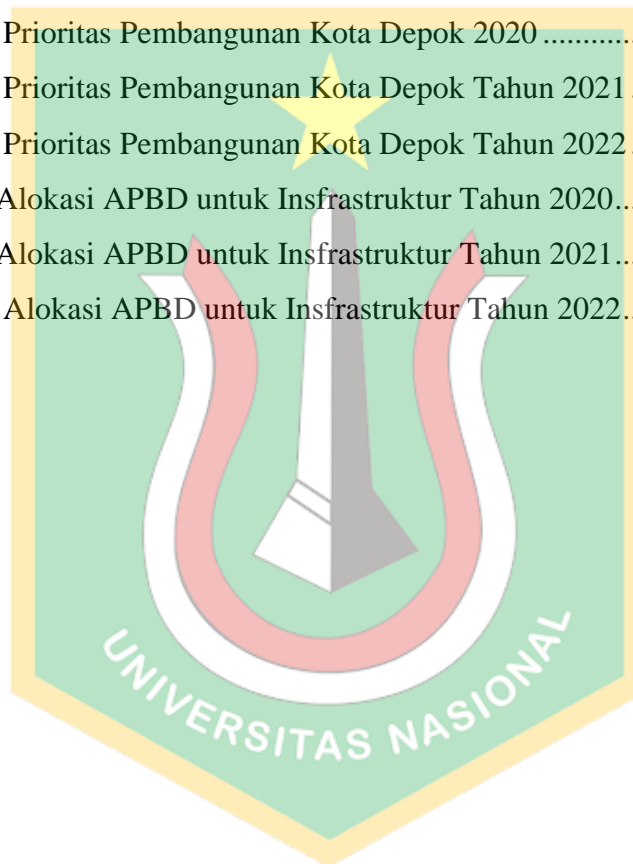 Prioritas Pembangunan Kota Depok 2020 ............
Prioritas Pembangunan Kota Depok Tahun 2021.
Prioritas Pembangunan Kota Depok Tahun 2022.
Alokasi APBD untuk Insfrastruktur Tahun 2020...
Alokasi APBD untuk Insfrastruktur Tahun 2021...
Alokasi APBD untuk Insfrastruktur Tahun 2022..
UNIVERSITAS NASIONAL